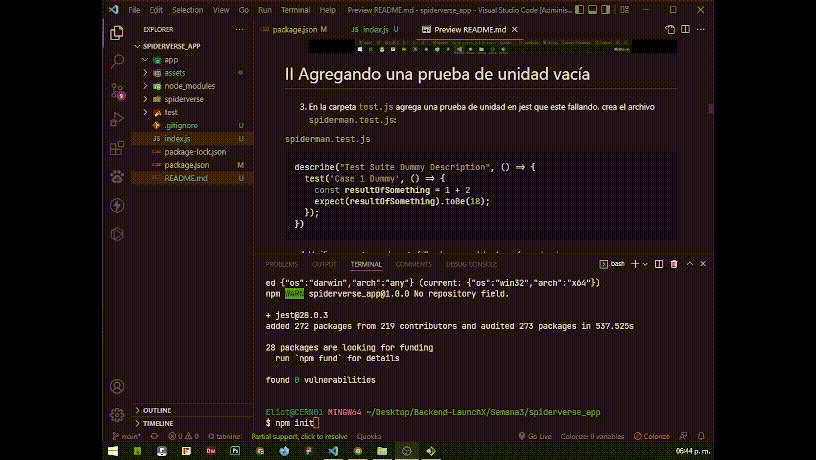 File Edit Selection View Go Run Terminal Help Preview README.md - spiderverse_app - Visual Studio Code [Adminis...
EXPLORER
package.json M
index.js U
Preview README.md
SPIDERVERSE_APP
app
assets
node_modules
spiderverse
test
.gitignore U
index.js U
package-lock.json
package.json M
README.md U
OUTLINE
TIMELINE
II Agregando una prueba de unidad vacía
3. En la carpeta test.js agrega una prueba de unidad en jest que este fallando, crea el archivo
spiderman.test.js:
spiderman.test.js
describe("Test Suite Dummy Description", () => {
test('Case 1 Dummy', () => {
const resultOfSomething = 1 + 2
expect(resultOfSomething).toBe(18);
});
})
PROBLEMS OUTPUT TERMINAL COMMENTS DEBUG CONSOLE
bash
ed {"os":"darwin","arch":"any"} (current: {"os":"win32","arch":"x64"})
npm WARN spiderverse_app@1.0.0 No repository field.
+ jest@28.0.3
added 272 packages from 219 contributors and audited 273 packages in 537.525s
28 packages are looking for funding
run `npm fund` for details
found 0 vulnerabilities
Eliot@CERN01 MINGW64 ~/Desktop/Backend-LaunchX/Semana3/spiderverse_app
$ npm init
main* 0 0 tabnine: Partial support, click to resolve Quokka Go Live Colorize: 0 variables Colorize
06:44 p. m.